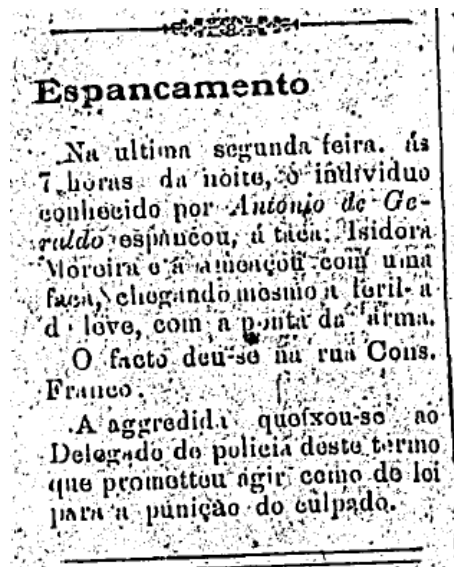 Espancamento
Na ultima segunda feira, ás
7 horas da noite, o individuo
conhecido por Antonio de Ge-
raldo espancou, á taca, Isidora
Moreira e a ameaçou com uma
faca, chegando mesmo a feril-a
de leve, com a ponta da arma.
O facto deu-se na rua Cons.
Franco.
A aggredida queixou-se ao
Delegado de policia deste termo
que prometteu agir como de loi
para a punição do culpado.